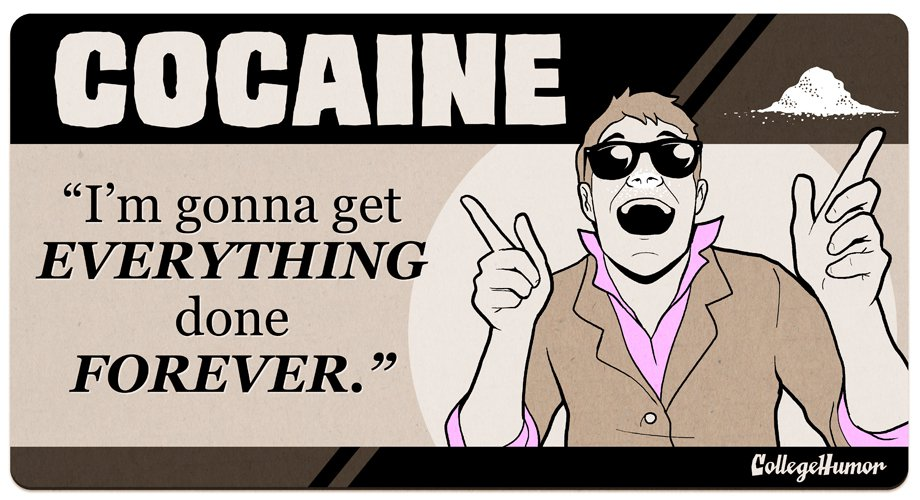 COCAINE
“I’m gonna get
EVERYTHING
done
FOREVER.”
CollegeHumor